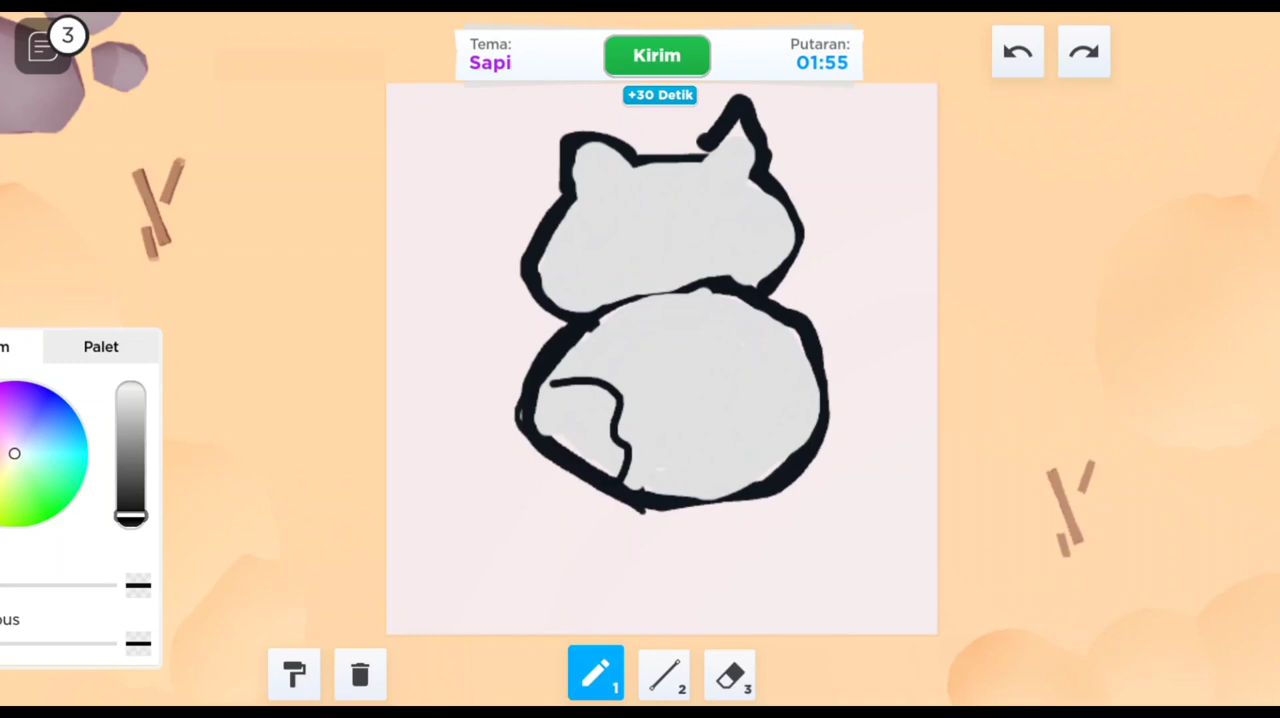 3
Tema:
Sapi
Kirim
Putaran:
01:55
+30 Detik
m
Palet
ous
1
2
3